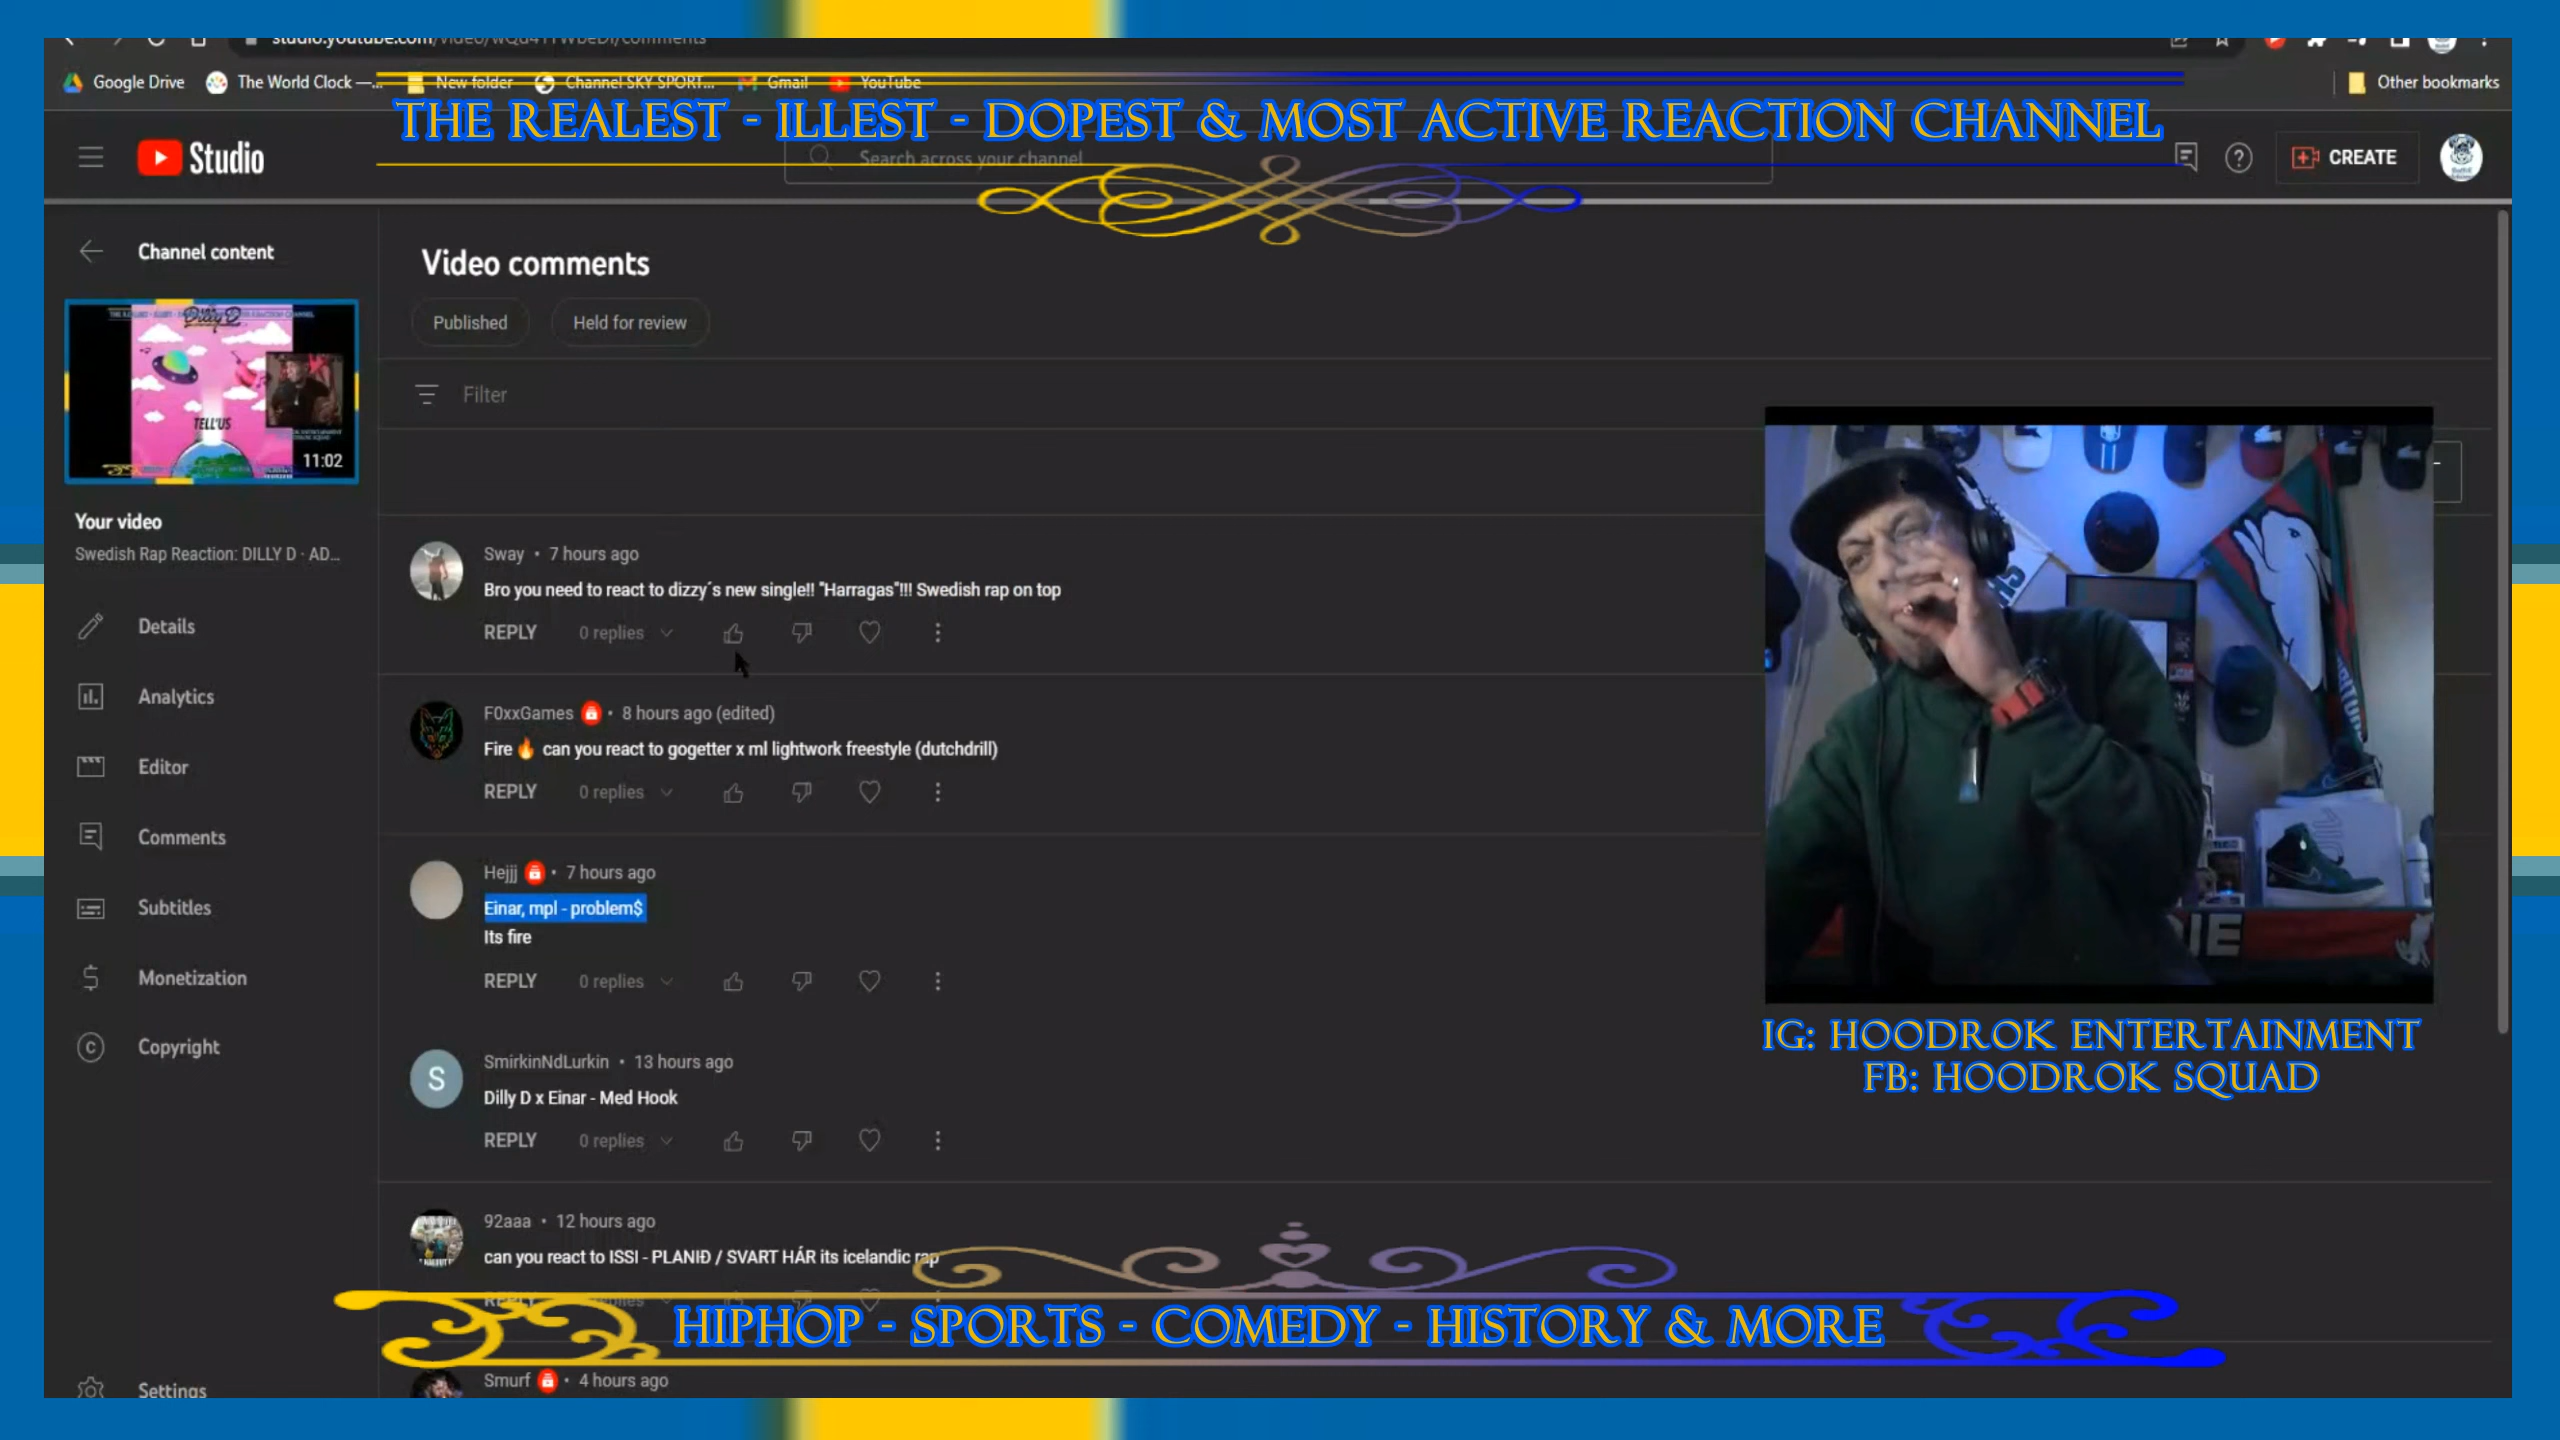 studio.youtube.com/video/
Google Drive
The World Clock —...
New folder
Channel SKY SPORT...
Gmail
YouTube
Other bookmarks
THE REALEST - ILLEST - DOPEST & MOST ACTIVE REACTION CHANNEL
Studio
Search across your channel
CREATE
Channel content
Video comments
Published
Held for review
Filter
Dilly D
TELL'US
11:02
Your video
Swedish Rap Reaction: DILLY D · AD...
Details
Analytics
Editor
Comments
Subtitles
Monetization
Copyright
Settings
Sway • 7 hours ago
Bro you need to react to dizzy´s new single!! "Harragas"!!! Swedish rap on top
REPLY 0 replies
F0xxGames • 8 hours ago (edited)
Fire 🔥 can you react to gogetter x ml lightwork freestyle (dutchdrill)
REPLY 0 replies
Hejjj • 7 hours ago
Einar, mpl - problem$
Its fire
REPLY 0 replies
S
SmirkinNdLurkin • 13 hours ago
Dilly D x Einar - Med Hook
REPLY 0 replies
92aaa • 12 hours ago
can you react to ISSI - PLANIÐ / SVART HÁR its icelandic rap
REPLY replies
Smurf • 4 hours ago
IG: HOODROK ENTERTAINMENT
FB: HOODROK SQUAD
HIPHOP - SPORTS - COMEDY - HISTORY & MORE